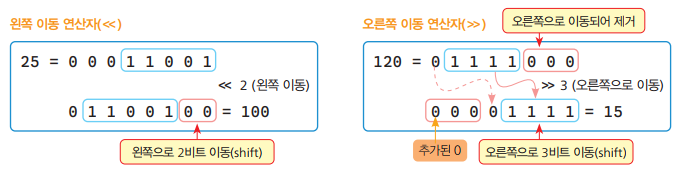 왼쪽 이동 연산자(<<)
25 = 0 0 0 1 1 0 0 1
<< 2 (왼쪽 이동)
0 1 1 0 0 1 0 0 = 100
왼쪽으로 2비트 이동(shift)
오른쪽 이동 연산자(>>)
오른쪽으로 이동되어 제거
120 = 0 1 1 1 1 0 0 0
>> 3 (오른쪽으로 이동)
0 0 0 0 1 1 1 1 = 15
추가된 0
오른쪽으로 3비트 이동(shift)